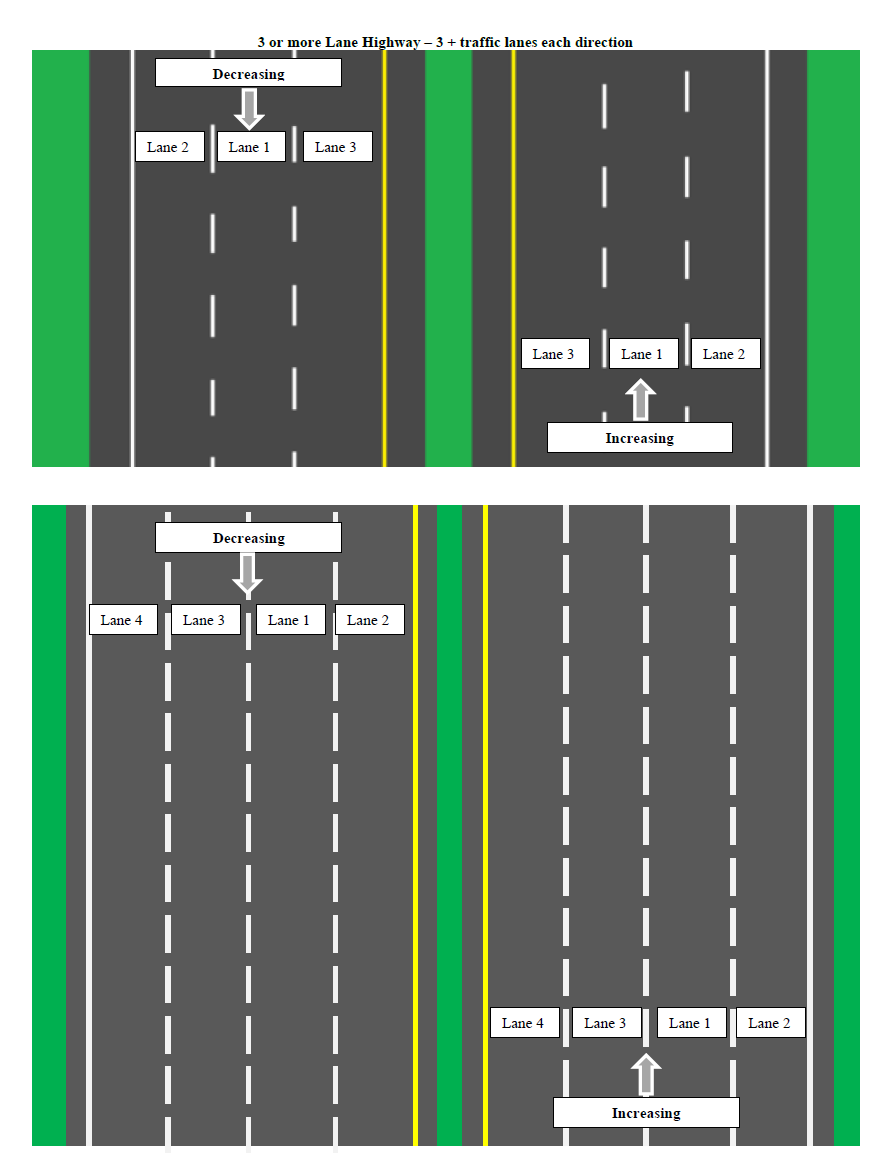 3 or more Lane Highway – 3 + traffic lanes each direction
Decreasing
Lane 2 Lane 1 Lane 3
Lane 3 Lane 1 Lane 2
Increasing
Decreasing
Lane 4 Lane 3 Lane 1 Lane 2
Lane 4 Lane 3 Lane 1 Lane 2
Increasing